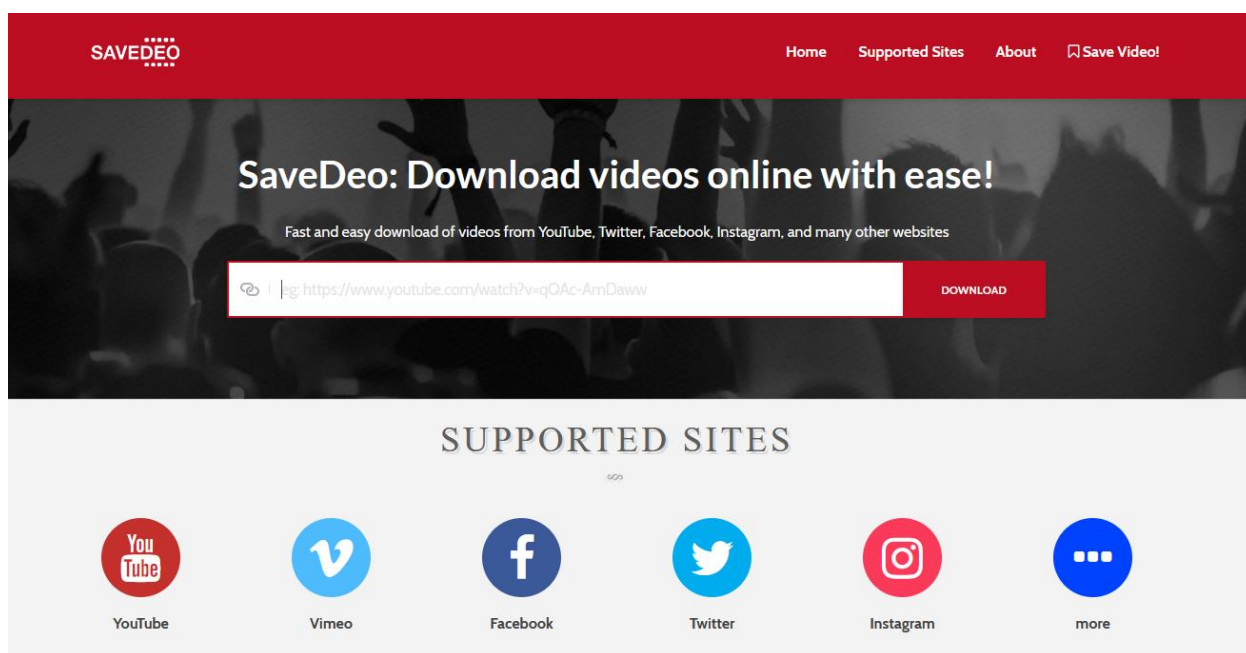 SAVEDEO
Home Supported Sites About Save Video!
SaveDeo: Download videos online with ease!
Fast and easy download of videos from YouTube, Twitter, Facebook, Instagram, and many other websites
eg: https://www.youtube.com/watch?v=qQAc-AmDaww
DOWNLOAD
SUPPORTED SITES
You
Tube
YouTube Vimeo Facebook Twitter Instagram more